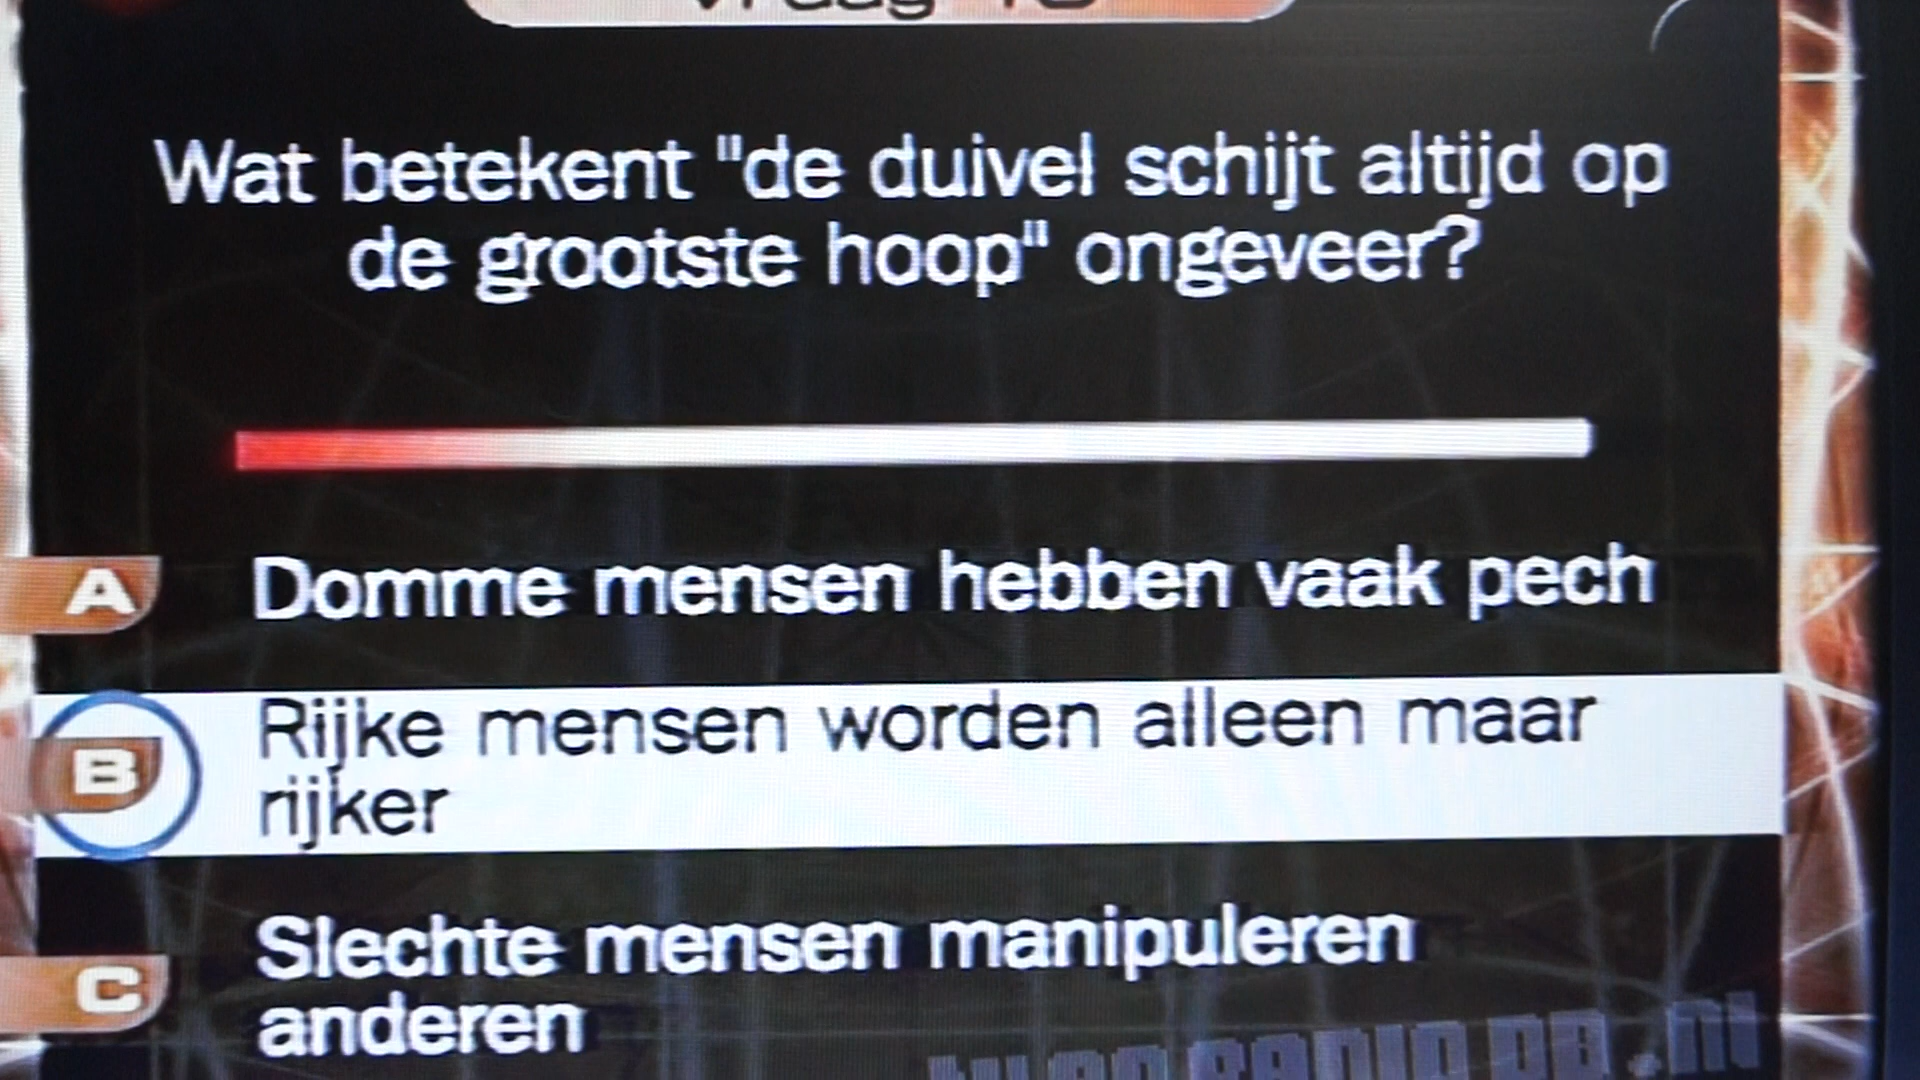 Wat betekent "de duivel schijt altijd op
de grootste hoop" ongeveer?
A Domme mensen hebben vaak pech
B Rijke mensen worden alleen maar
rijker
C Slechte mensen manipuleren
anderen